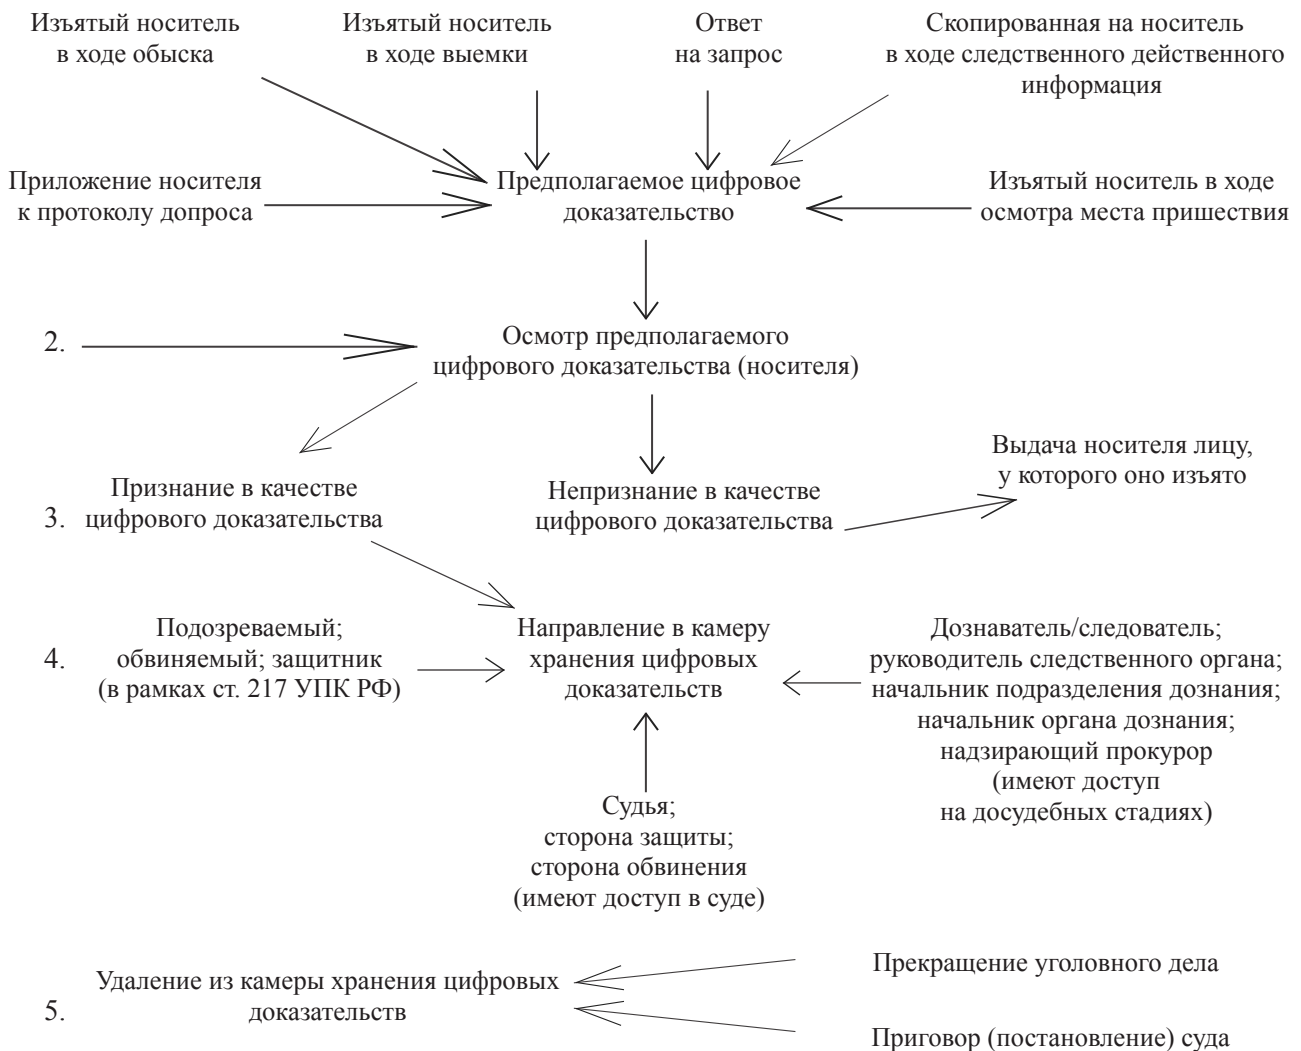 Изъятый носитель
в ходе обыска
Изъятый носитель
в ходе выемки
Ответ
на запрос
Скопированная на носитель
в ходе следственного действенного
информация
Приложение носителя
к протоколу допроса
Предполагаемое цифровое
доказательство
Изъятый носитель в ходе
осмотра места пришествия
2.
Осмотр предполагаемого
цифрового доказательства (носителя)
3.
Признание в качестве
цифрового доказательства
Непризнание в качестве
цифрового доказательства
Выдача носителя лицу,
у которого оно изъято
4.
Подозреваемый;
обвиняемый; защитник
(в рамках ст. 217 УПК РФ)
Направление в камеру
хранения цифровых
доказательств
Дознаватель/следователь;
руководитель следственного органа;
начальник подразделения дознания;
начальник органа дознания;
надзирающий прокурор
(имеют доступ
на досудебных стадиях)
Судья;
сторона защиты;
сторона обвинения
(имеют доступ в суде)
5.
Удаление из камеры хранения цифровых
доказательств
Прекращение уголовного дела
Приговор (постановление) суда